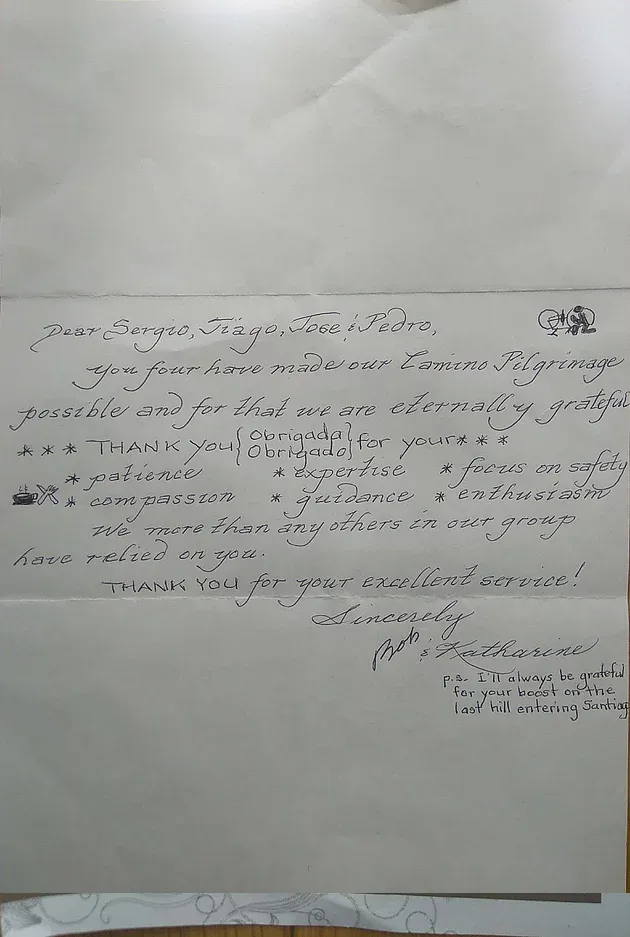 Dear Sergio, Tiago, Jose & Pedro,
You four have made our Camino Pilgrimage
possible and for that we are eternally grateful
* * * THANK YOU {Obrigada Obrigado} for your * * *
* patience * expertise * focus on safety
* compassion * guidance * enthusiasm
We more than any others in our group
have relied on you.
THANK YOU for your excellent service!
Sincerely
Bob & Katharine
p.s. I'll always be grateful
for your boost on the
last hill entering Santiag